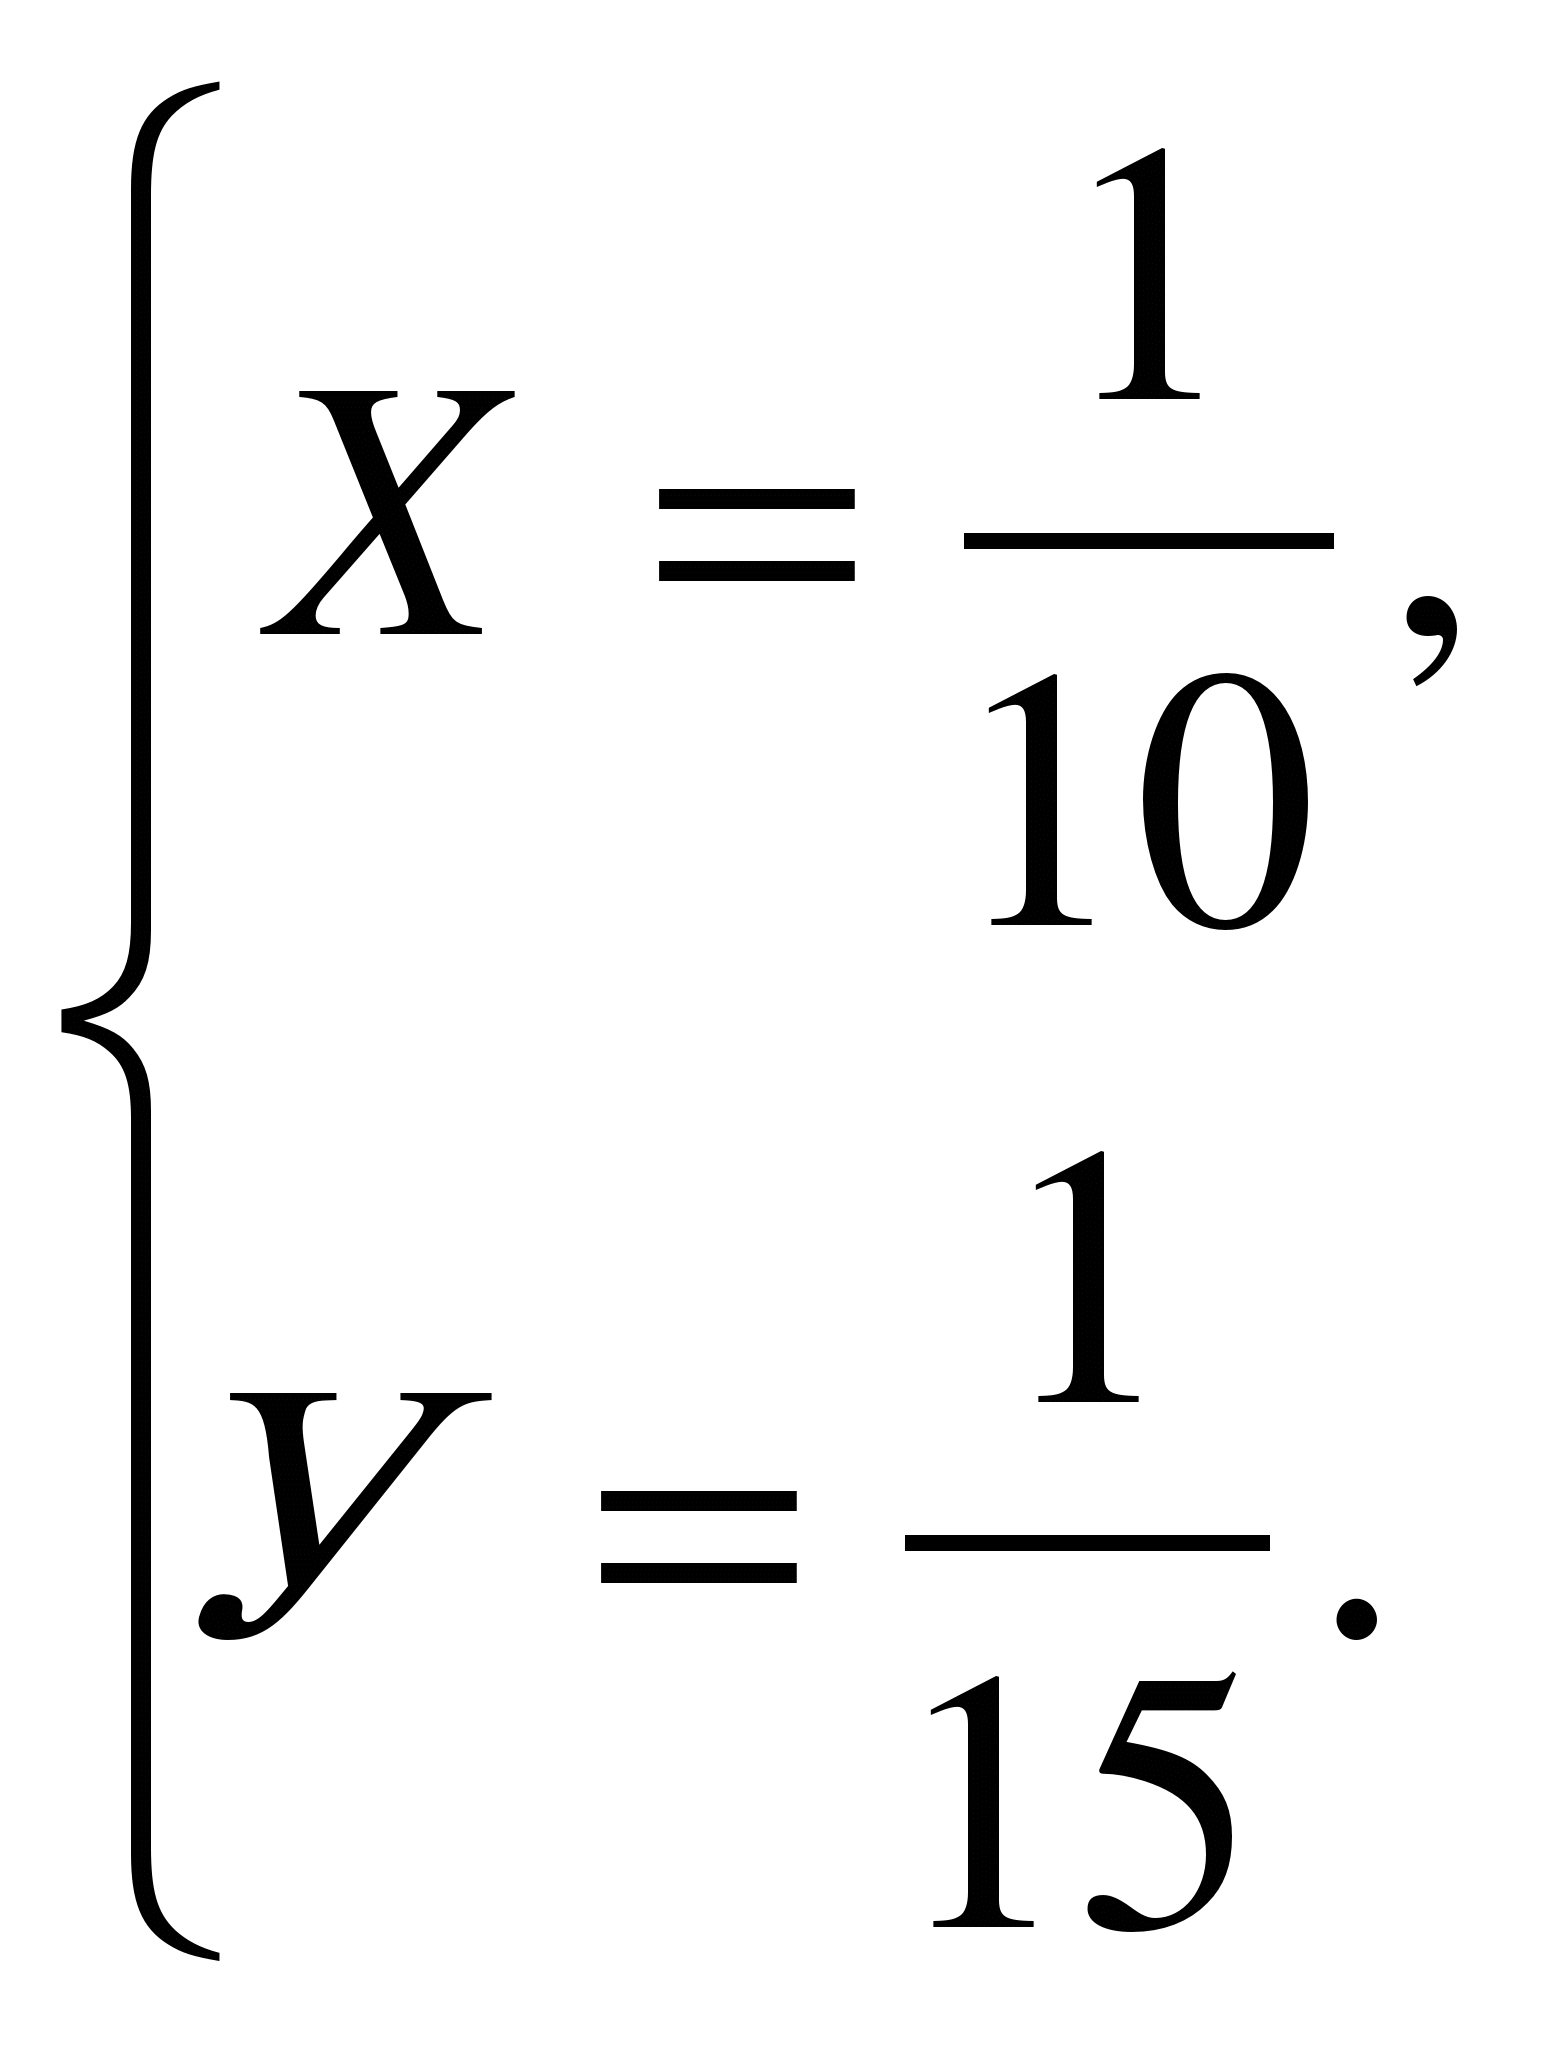 x = 1/10,
y = 1/15.